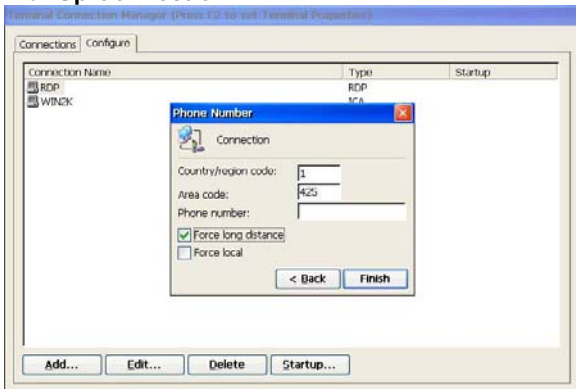 Terminal Connection Manager (Press F2 to set Terminal Properties)
Connections Configure
Connection Name Type Startup
RDP RDP
WIN2K ICA
Phone Number
Connection
Country/region code: 1
Area code: 425
Phone number:
Force long distance
Force local
< Back Finish
Add... Edit... Delete Startup...